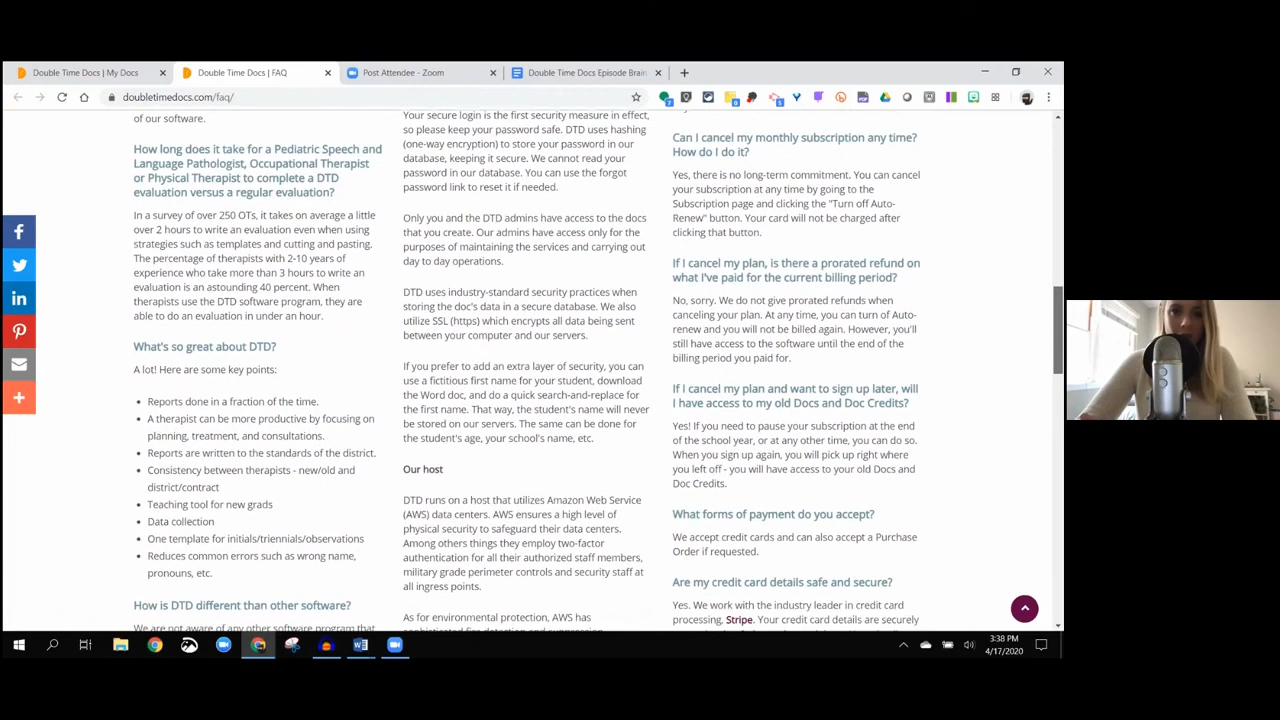 Double Time Docs | My Docs
Double Time Docs | FAQ
Post Attendee - Zoom
Double Time Docs Episode Brain
doubletimedocs.com/faq/
of our software.
How long does it take for a Pediatric Speech and
Language Pathologist, Occupational Therapist
or Physical Therapist to complete a DTD
evaluation versus a regular evaluation?
In a survey of over 250 OTs, it takes on average a little
over 2 hours to write an evaluation even when using
strategies such as templates and cutting and pasting.
The percentage of therapists with 2-10 years of
experience who take more than 3 hours to write an
evaluation is an astounding 40 percent. When
therapists use the DTD software program, they are
able to do an evaluation in under an hour.
What's so great about DTD?
A lot! Here are some key points:
• Reports done in a fraction of the time.
• A therapist can be more productive by focusing on
planning, treatment, and consultations.
• Reports are written to the standards of the district.
• Consistency between therapists - new/old and
district/contract
• Teaching tool for new grads
• Data collection
• One template for initials/triennials/observations
• Reduces common errors such as wrong name,
pronouns, etc.
How is DTD different than other software?
We are not aware of any other software program that
Your secure login is the first security measure in effect,
so please keep your password safe. DTD uses hashing
(one-way encryption) to store your password in our
database, keeping it secure. We cannot read your
password in our database. You can use the forgot
password link to reset it if needed.
Only you and the DTD admins have access to the docs
that you create. Our admins have access only for the
purposes of maintaining the services and carrying out
day to day operations.
DTD uses industry-standard security practices when
storing the doc's data in a secure database. We also
utilize SSL (https) which encrypts all data being sent
between your computer and our servers.
If you prefer to add an extra layer of security, you can
use a fictitious first name for your student, download
the Word doc, and do a quick search-and-replace for
the first name. That way, the student's name will never
be stored on our servers. The same can be done for
the student's age, your school's name, etc.
Our host
DTD runs on a host that utilizes Amazon Web Service
(AWS) data centers. AWS ensures a high level of
physical security to safeguard their data centers.
Among others things they employ two-factor
authentication for all their authorized staff members,
military grade perimeter controls and security staff at
all ingress points.
As for environmental protection, AWS has
Can I cancel my monthly subscription any time?
How do I do it?
Yes, there is no long-term commitment. You can cancel
your subscription at any time by going to the
Subscription page and clicking the "Turn off Auto-
Renew" button. Your card will not be charged after
clicking that button.
If I cancel my plan, is there a prorated refund on
what I've paid for the current billing period?
No, sorry. We do not give prorated refunds when
canceling your plan. At any time, you can turn of Auto-
renew and you will not be billed again. However, you'll
still have access to the software until the end of the
billing period you paid for.
If I cancel my plan and want to sign up later, will
I have access to my old Docs and Doc Credits?
Yes! If you need to pause your subscription at the end
of the school year, or at any other time, you can do so.
When you sign up again, you will pick up right where
you left off - you will have access to your old Docs and
Doc Credits.
What forms of payment do you accept?
We accept credit cards and can also accept a Purchase
Order if requested.
Are my credit card details safe and secure?
Yes. We work with the industry leader in credit card
processing, Stripe. Your credit card details are securely
3:38 PM
4/17/2020